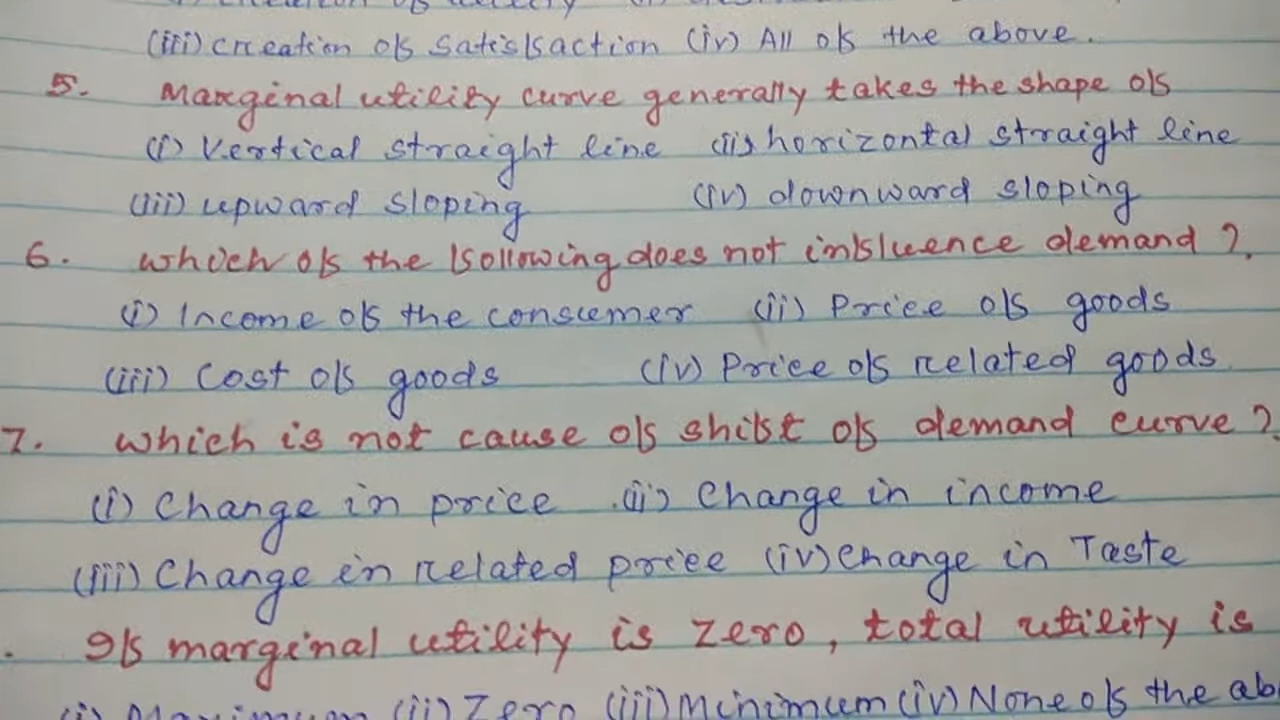 (iii) creation of satisfaction (iv) All of the above.
5. Marginal utility curve generally takes the shape of
(i) Vertical straight line (ii) horizontal straight line
(iii) upward sloping (iv) downward sloping
6. which of the following does not influence demand ?
(i) Income of the consumer (ii) Price of goods
(iii) Cost of goods (iv) Price of related goods
7. which is not cause of shift of demand curve ?
(i) Change in price (ii) Change in income
(iii) Change in related price (iv) change in Taste
. If marginal utility is zero, total utility is
(i) Maximum (ii) Zero (iii) Minimum (iv) None of the